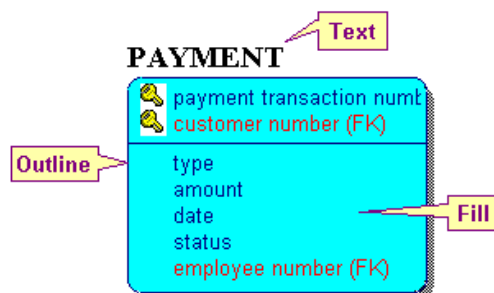 Text
PAYMENT
payment transaction numb
customer number (FK)
Outline
type
amount
date
Fill
status
employee number (FK)